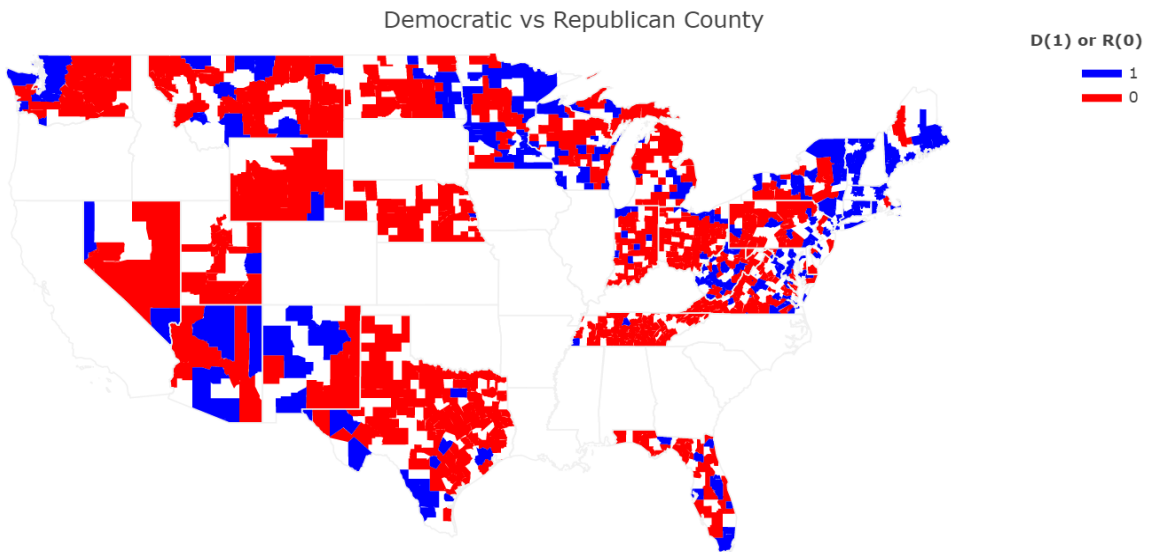 Democratic vs Republican County
D(1) or R(0)
1
0